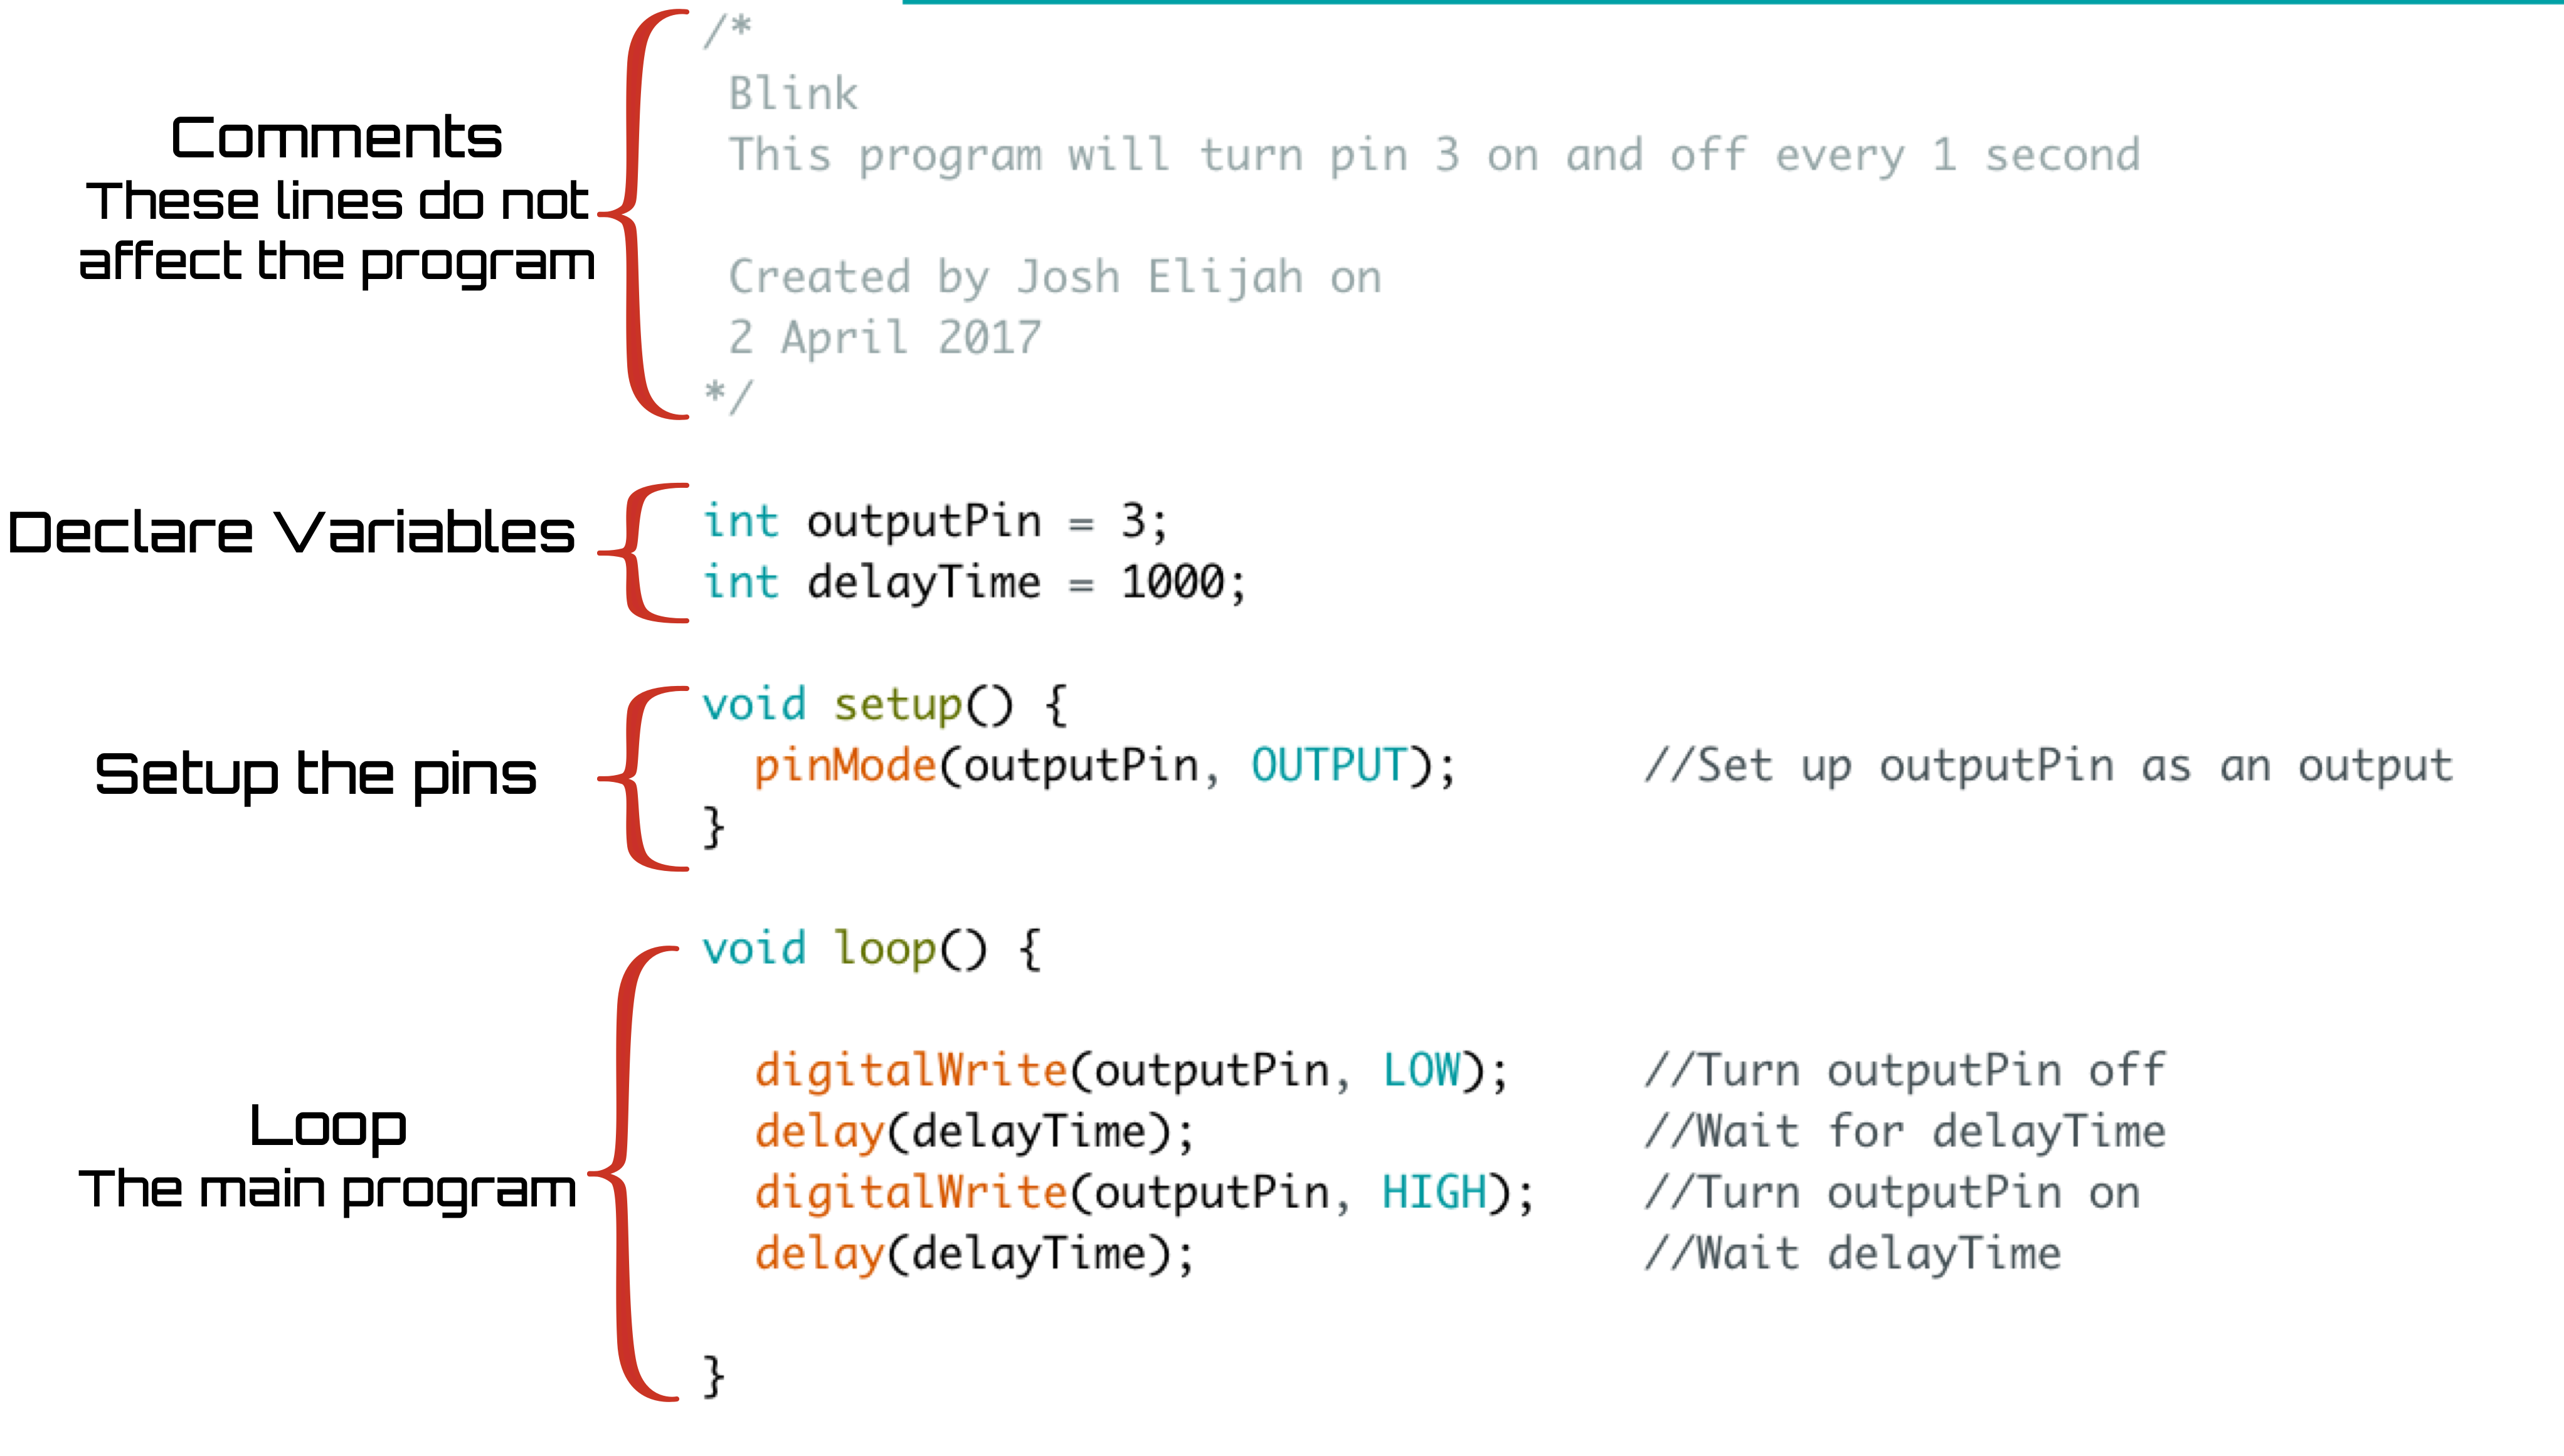 Comments
These lines do not
affect the program
/*
Blink
This program will turn pin 3 on and off every 1 second
Created by Josh Elijah on
2 April 2017
*/
Declare Variables
int outputPin = 3;
int delayTime = 1000;
Setup the pins
void setup() {
pinMode(outputPin, OUTPUT); //Set up outputPin as an output
}
Loop
The main program
void loop() {
digitalWrite(outputPin, LOW); //Turn outputPin off
delay(delayTime); //Wait for delayTime
digitalWrite(outputPin, HIGH); //Turn outputPin on
delay(delayTime); //Wait delayTime
}